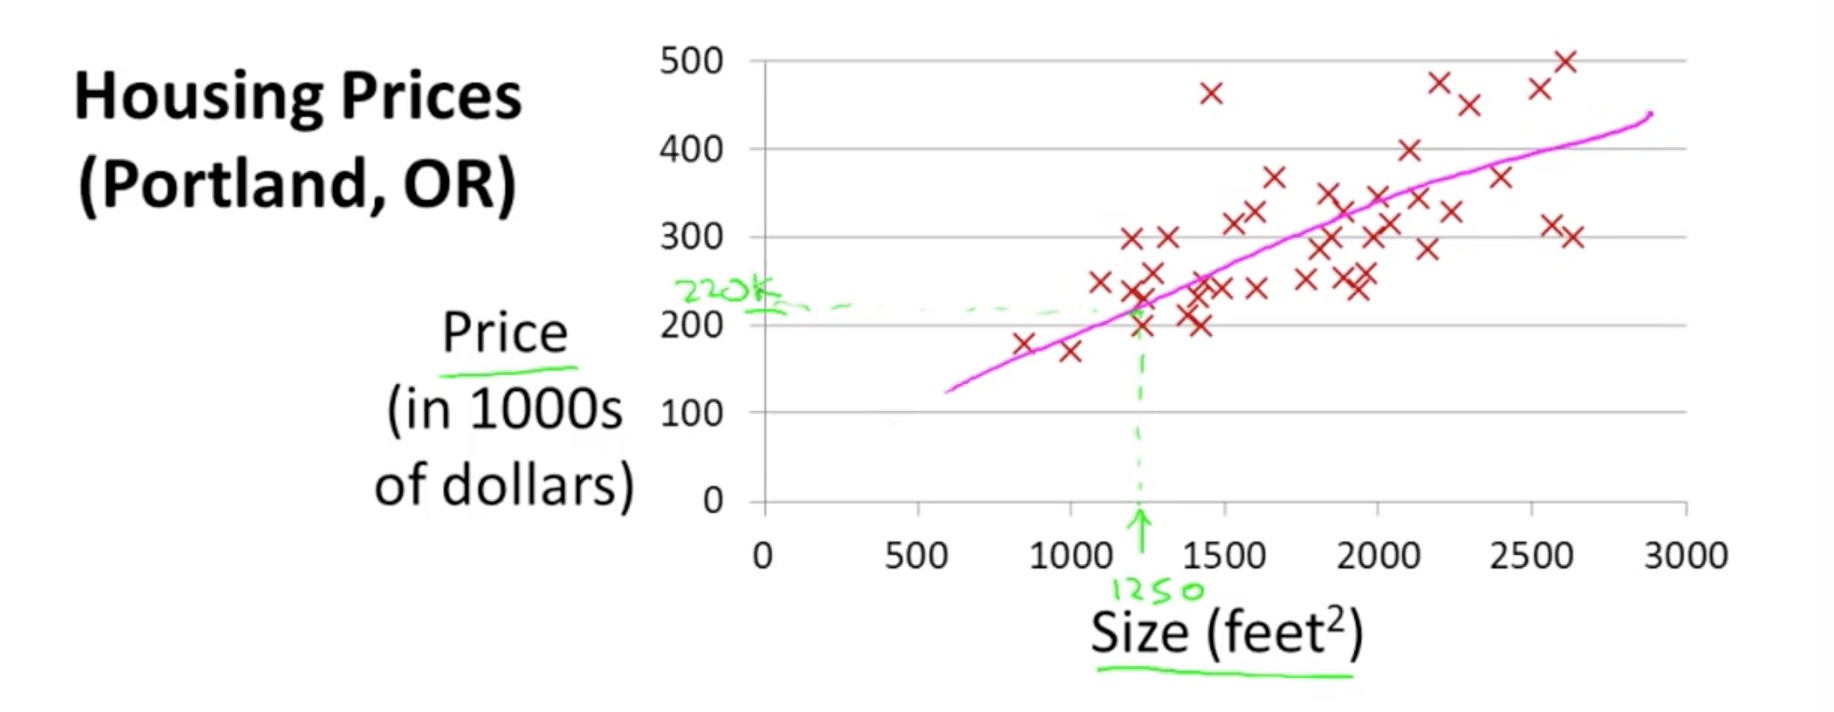 Housing Prices
(Portland, OR)
Price
(in 1000s
of dollars)
500
400
300
220K
200
100
0
0 500 1000 1500 2000 2500 3000
1250
Size (feet²)